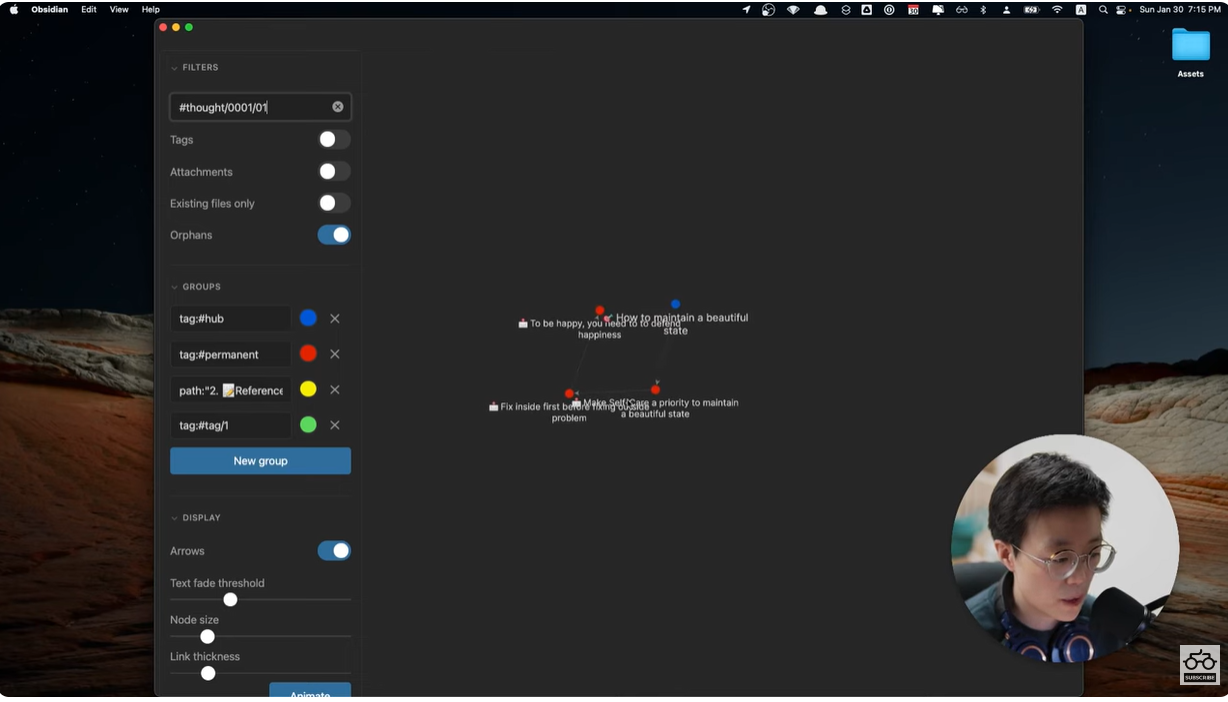 Obsidian Edit View Help
30
A
Sun Jan 30 7:15 PM
Assets
FILTERS
#thought/0001/01
Tags
Attachments
Existing files only
Orphans
GROUPS
tag:#hub
tag:#permanent
path:"2. 📝Reference
tag:#tag/1
New group
DISPLAY
Arrows
Text fade threshold
Node size
Link thickness
Animate
📩 To be happy, you need to to defend
happiness
How to maintain a beautiful
state
📩 Fix inside first before fixing outside
problem
📩 Make Self Care a priority to maintain
a beautiful state
SUBSCRIBE